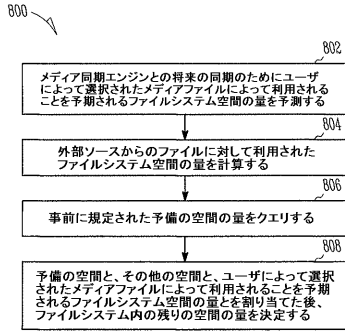 800
802
メディア同期エンジンとの将来の同期のためにユーザ
によって選択されたメディアファイルによって利用される
ことを予期されるファイルシステム空間の量を予測する
804
外部ソースからのファイルに対して利用された
ファイルシステム空間の量を計算する
806
事前に規定された予備の空間の量をクエリする
808
予備の空間と、その他の空間と、ユーザによって選択
されたメディアファイルによって利用されることを予期
されるファイルシステム空間の量とを割り当てた後、
ファイルシステム内の残りの空間の量を決定する